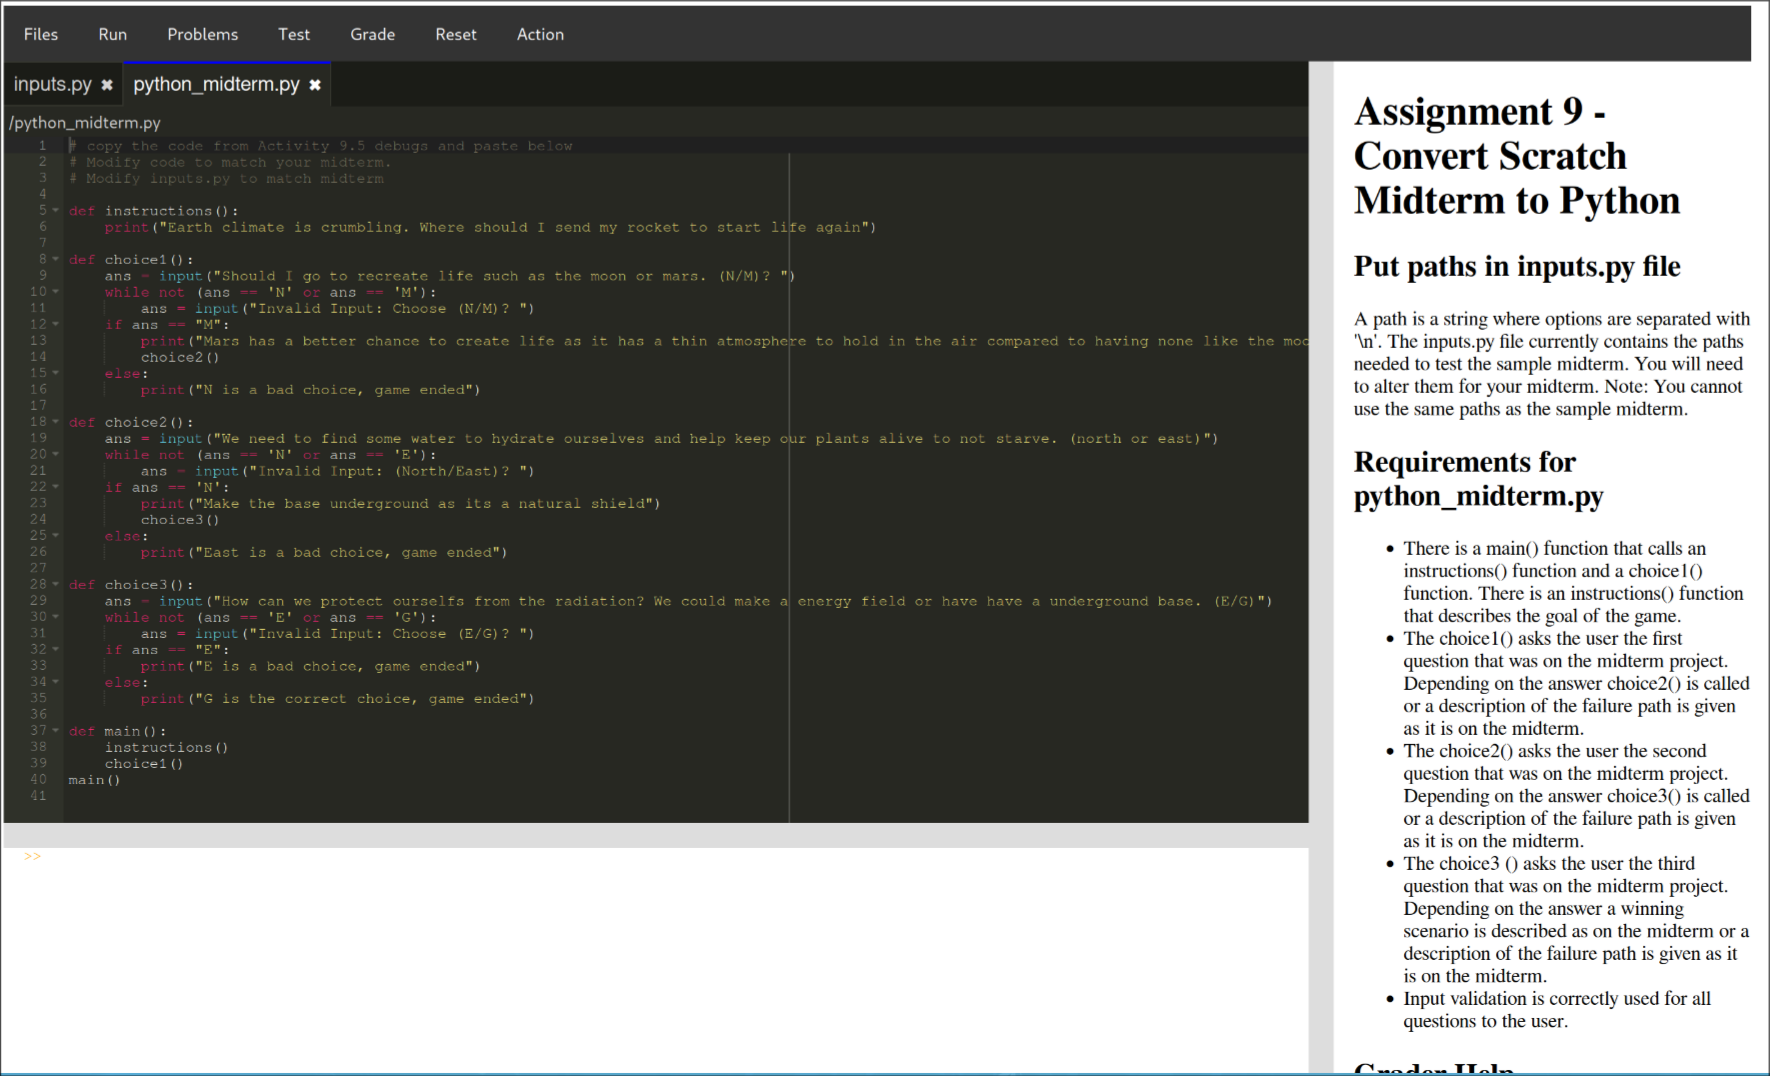 Files Run Problems Test Grade Reset Action
inputs.py ✖ python_midterm.py ✖
/python_midterm.py
1 # copy the code from Activity 9.5 debugs and paste below
2 # Modify code to match your midterm.
3 # Modify inputs.py to match midterm
4
5 def instructions():
6     print("Earth climate is crumbling. Where should I send my rocket to start life again")
7
8 def choice1():
9     ans = input("Should I go to recreate life such as the moon or mars. (N/M)? ")
10     while not (ans == 'N' or ans == 'M'):
11         ans = input("Invalid Input: Choose (N/M)? ")
12     if ans == "M":
13         print("Mars has a better chance to create life as it has a thin atmosphere to hold in the air compared to having none like the moo
14         choice2()
15     else:
16         print("N is a bad choice, game ended")
17
18 def choice2():
19     ans = input("We need to find some water to hydrate ourselves and help keep our plants alive to not starve. (north or east)")
20     while not (ans == 'N' or ans == 'E'):
21         ans = input("Invalid Input: (North/East)? ")
22     if ans == 'N':
23         print("Make the base underground as its a natural shield")
24         choice3()
25     else:
26         print("East is a bad choice, game ended")
27
28 def choice3():
29     ans = input("How can we protect ourselfs from the radiation? We could make a energy field or have have a underground base. (E/G)")
30     while not (ans == 'E' or ans == 'G'):
31         ans = input("Invalid Input: Choose (E/G)? ")
32     if ans == "E":
33         print("E is a bad choice, game ended")
34     else:
35         print("G is the correct choice, game ended")
36
37 def main():
38     instructions()
39     choice1()
40 main()
41
>>
Assignment 9 -
Convert Scratch
Midterm to Python
Put paths in inputs.py file
A path is a string where options are separated with
'\n'. The inputs.py file currently contains the paths
needed to test the sample midterm. You will need
to alter them for your midterm. Note: You cannot
use the same paths as the sample midterm.
Requirements for
python_midterm.py
• There is a main() function that calls an
instructions() function and a choice1()
function. There is an instructions() function
that describes the goal of the game.
• The choice1() asks the user the first
question that was on the midterm project.
Depending on the answer choice2() is called
or a description of the failure path is given
as it is on the midterm.
• The choice2() asks the user the second
question that was on the midterm project.
Depending on the answer choice3() is called
or a description of the failure path is given
as it is on the midterm.
• The choice3 () asks the user the third
question that was on the midterm project.
Depending on the answer a winning
scenario is described as on the midterm or a
description of the failure path is given as it
is on the midterm.
• Input validation is correctly used for all
questions to the user.
Grader Help